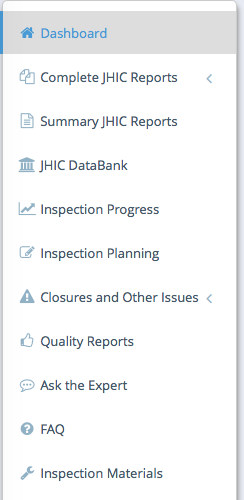 Dashboard
Complete JHIC Reports
Summary JHIC Reports
JHIC DataBank
Inspection Progress
Inspection Planning
Closures and Other Issues
Quality Reports
Ask the Expert
FAQ
Inspection Materials